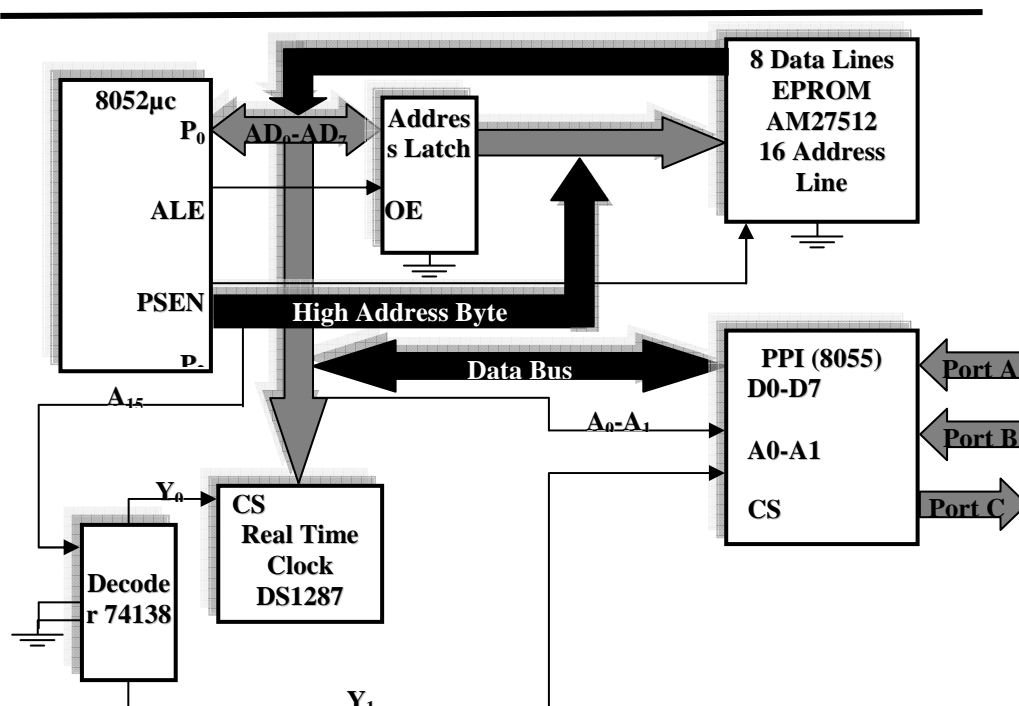 8052µc
P0
ALE
PSEN
AD0-AD7
Addres
s Latch
OE
8 Data Lines
EPROM
AM27512
16 Address
Line
High Address Byte
Data Bus
PPI (8055)
D0-D7
A0-A1
CS
Port A
Port B
Port C
A15
A0-A1
Y0
CS
Real Time
Clock
DS1287
Decode
r 74138
Y1